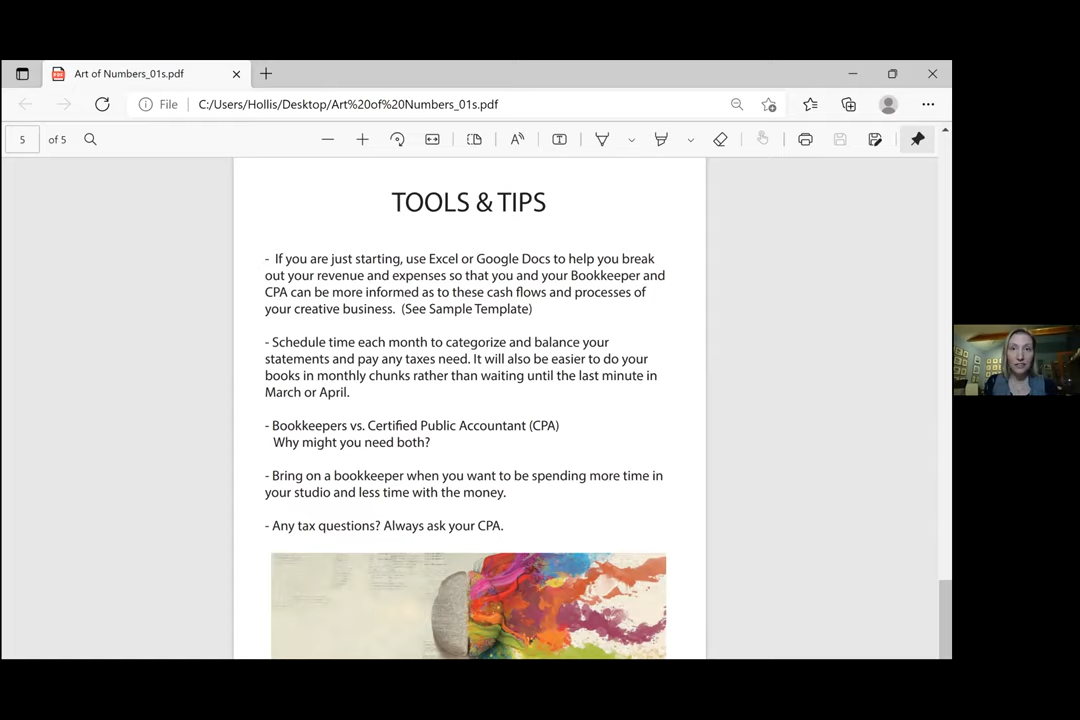 Art of Numbers_01s.pdf
File C:/Users/Hollis/Desktop/Art%20of%20Numbers_01s.pdf
5 of 5
TOOLS & TIPS
- If you are just starting, use Excel or Google Docs to help you break
out your revenue and expenses so that you and your Bookkeeper and
CPA can be more informed as to these cash flows and processes of
your creative business. (See Sample Template)
- Schedule time each month to categorize and balance your
statements and pay any taxes need. It will also be easier to do your
books in monthly chunks rather than waiting until the last minute in
March or April.
- Bookkeepers vs. Certified Public Accountant (CPA)
Why might you need both?
- Bring on a bookkeeper when you want to be spending more time in
your studio and less time with the money.
- Any tax questions? Always ask your CPA.